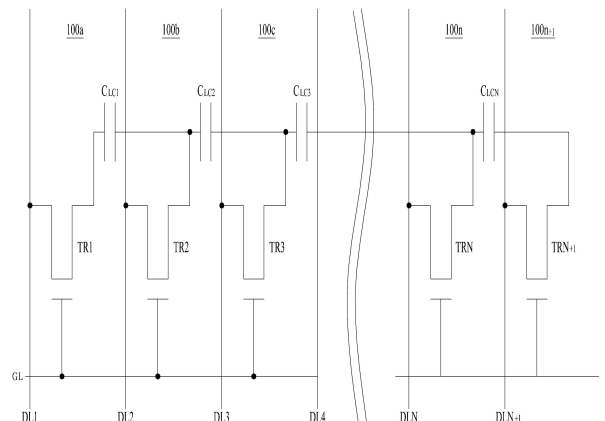 100a 100b 100c 100n 100n+1
CLC1 CLC2 CLC3 CLCN
TR1 TR2 TR3 TRN TRN+1
GL
DL1 DL2 DL3 DL4 DLN DLN+1